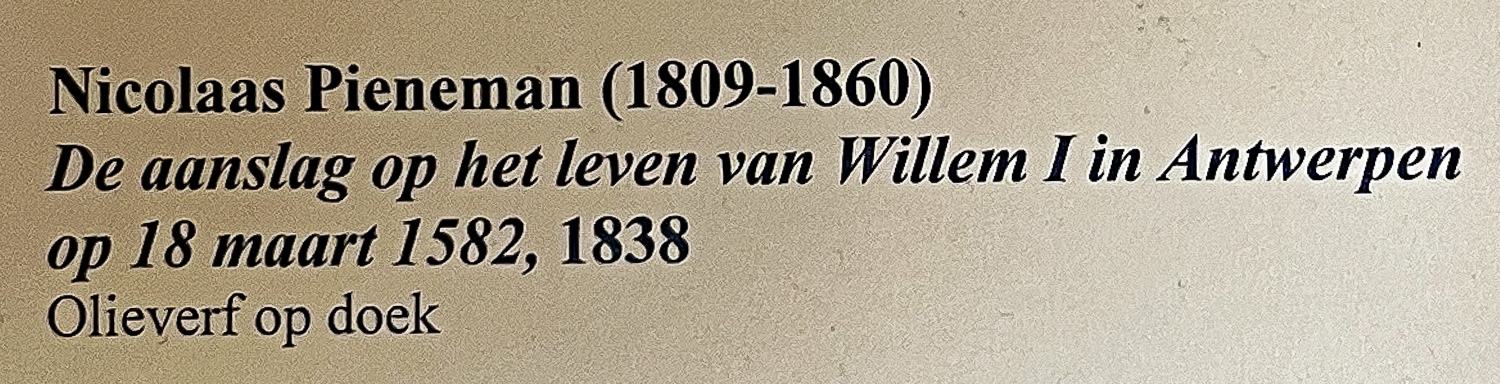 Nicolaas Pieneman (1809-1860)
De aanslag op het leven van Willem I in Antwerpen
op 18 maart 1582, 1838
Olieverf op doek